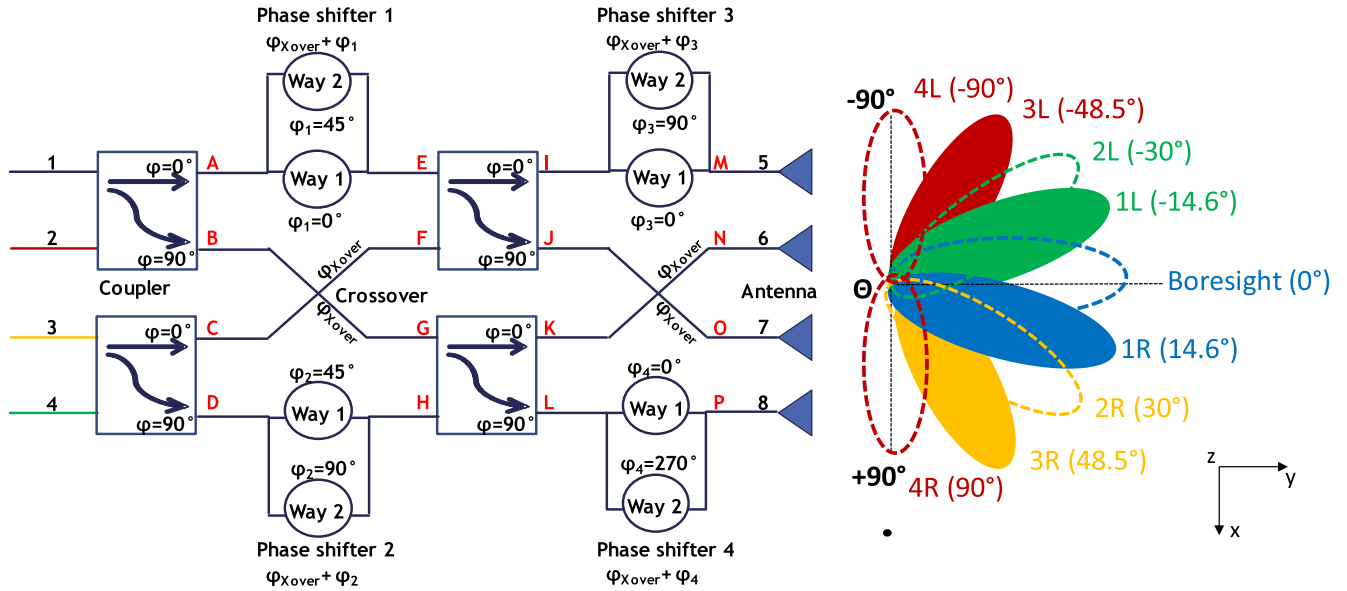 Phase shifter 1
φXover+φ1
Way 2
φ1=45°
Way 1
φ1=0°
Phase shifter 3
φXover+φ3
Way 2
φ3=90°
Way 1
φ3=0°
1
2
3
4
φ=0°
φ=90°
Coupler
φ=0°
φ=90°
A
B
C
D
φXover
Crossover
φXover
E
F
G
H
φ=0°
φ=90°
φ=0°
φ=90°
I
J
K
L
φXover
φXover
M
N
O
P
5
6
7
8
Antenna
φ2=45°
Way 1
φ2=90°
Way 2
Phase shifter 2
φXover+φ2
φ4=0°
Way 1
φ4=270°
Way 2
Phase shifter 4
φXover+φ4
-90°
4L (-90°)
3L (-48.5°)
2L (-30°)
1L (-14.6°)
Θ
Boresight (0°)
1R (14.6°)
2R (30°)
3R (48.5°)
+90°
4R (90°)
z
y
x